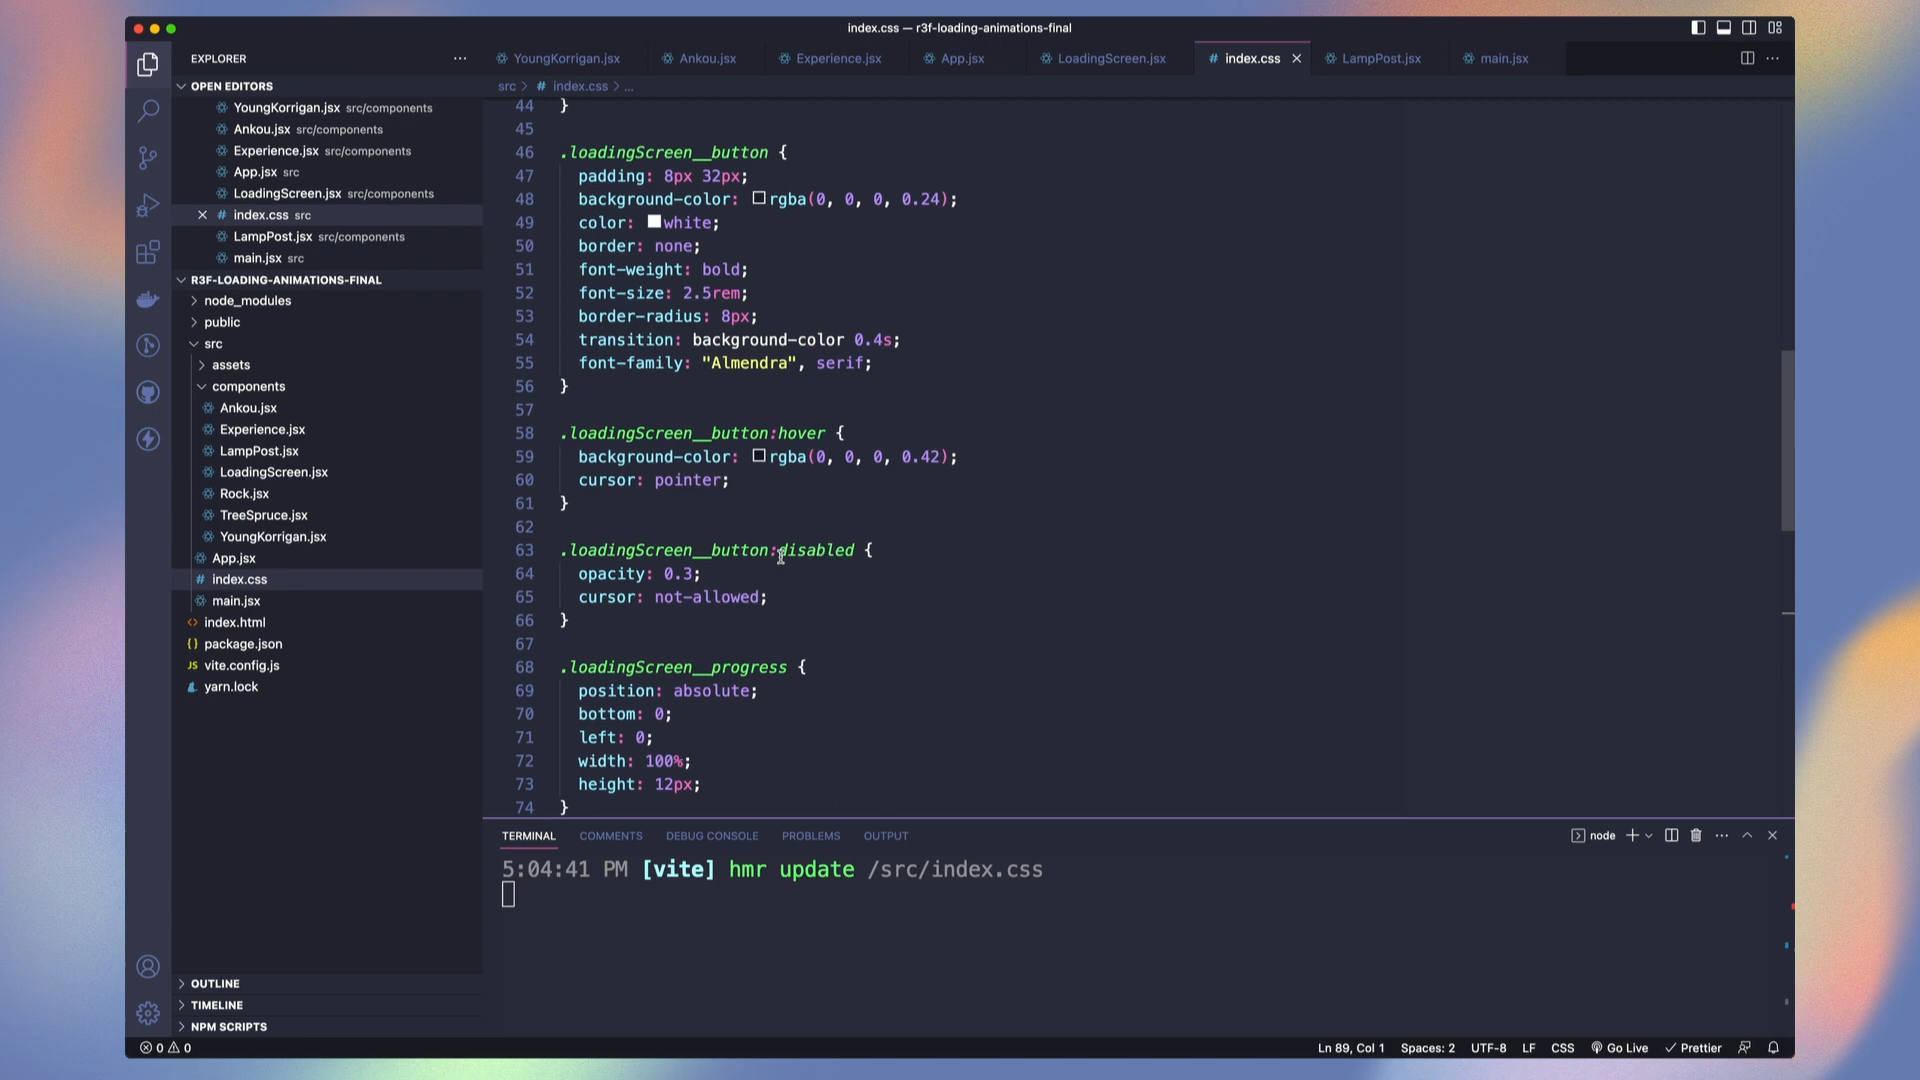 index.css — r3f-loading-animations-final
EXPLORER
YoungKorrigan.jsx
Ankou.jsx
Experience.jsx
App.jsx
LoadingScreen.jsx
# index.css
LampPost.jsx
main.jsx
OPEN EDITORS
YoungKorrigan.jsx src/components
Ankou.jsx src/components
Experience.jsx src/components
App.jsx src
LoadingScreen.jsx src/components
# index.css src
LampPost.jsx src/components
main.jsx src
R3F-LOADING-ANIMATIONS-FINAL
node_modules
public
src
assets
components
Ankou.jsx
Experience.jsx
LampPost.jsx
LoadingScreen.jsx
Rock.jsx
TreeSpruce.jsx
YoungKorrigan.jsx
App.jsx
# index.css
main.jsx
index.html
package.json
JS vite.config.js
yarn.lock
OUTLINE
TIMELINE
NPM SCRIPTS
src > # index.css > ...
44 }
45
46 .loadingScreen__button {
47 padding: 8px 32px;
48 background-color: rgba(0, 0, 0, 0.24);
49 color: white;
50 border: none;
51 font-weight: bold;
52 font-size: 2.5rem;
53 border-radius: 8px;
54 transition: background-color 0.4s;
55 font-family: "Almendra", serif;
56 }
57
58 .loadingScreen__button:hover {
59 background-color: rgba(0, 0, 0, 0.42);
60 cursor: pointer;
61 }
62
63 .loadingScreen__button:disabled {
64 opacity: 0.3;
65 cursor: not-allowed;
66 }
67
68 .loadingScreen__progress {
69 position: absolute;
70 bottom: 0;
71 left: 0;
72 width: 100%;
73 height: 12px;
74 }
TERMINAL COMMENTS DEBUG CONSOLE PROBLEMS OUTPUT
node
5:04:41 PM [vite] hmr update /src/index.css
0 0
Ln 89, Col 1 Spaces: 2 UTF-8 LF CSS Go Live Prettier